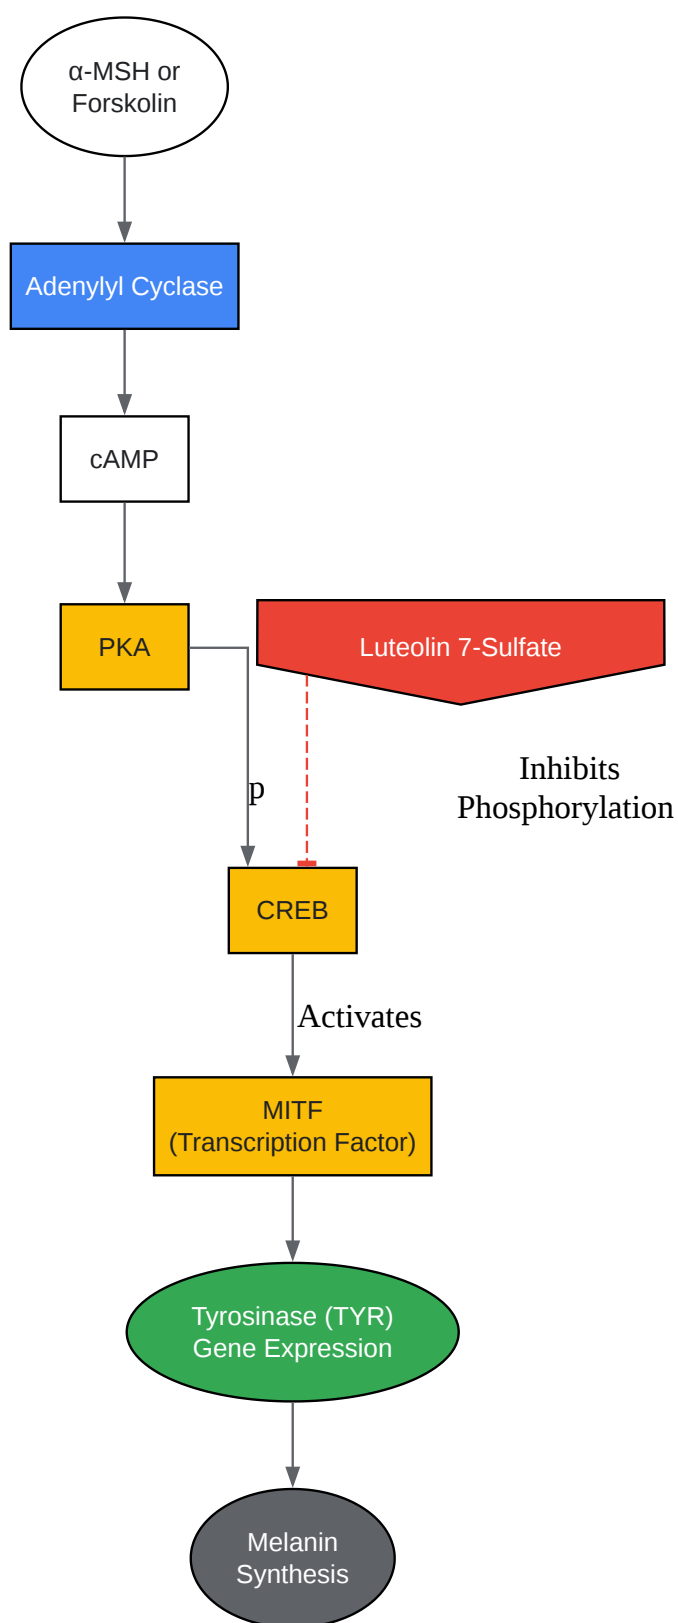 α-MSH or
Forskolin
Adenylyl Cyclase
cAMP
PKA
Luteolin 7-Sulfate
Inhibits
Phosphorylation
p
CREB
Activates
MITF
(Transcription Factor)
Tyrosinase (TYR)
Gene Expression
Melanin
Synthesis